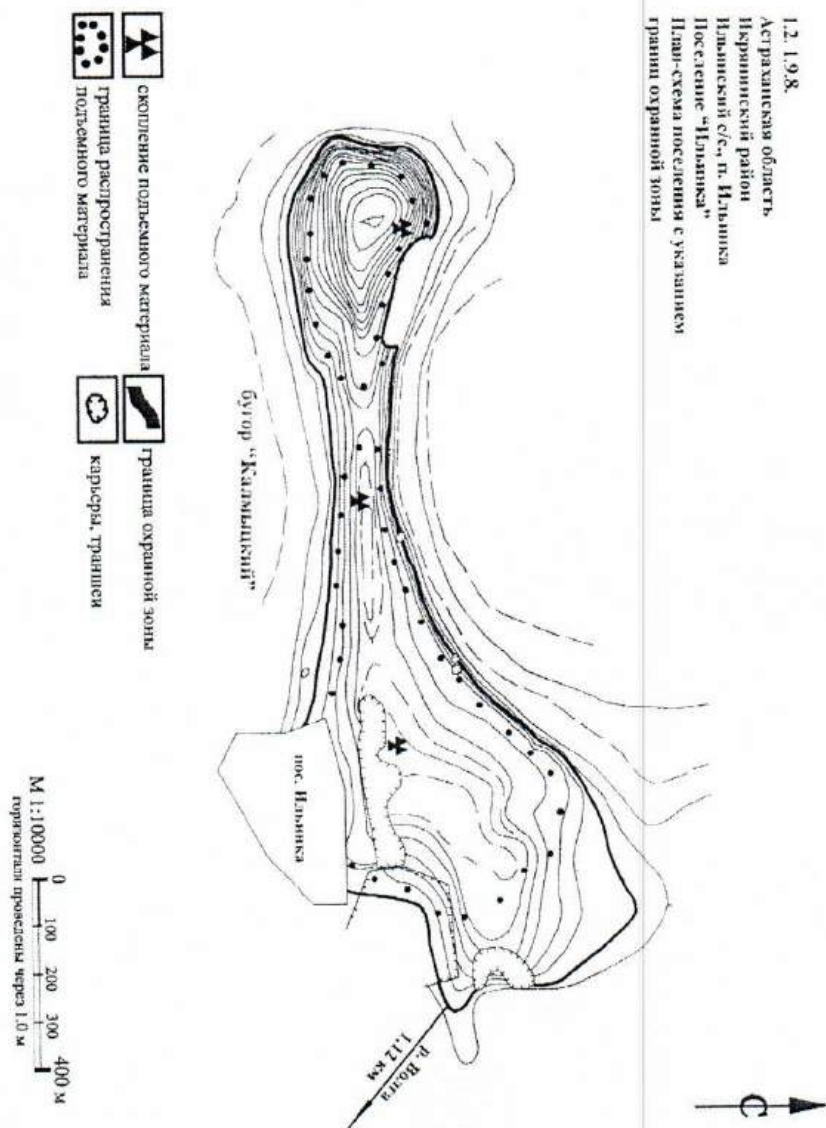 1.2. 1.9.8.
Астраханская область
Икрянинский район
Ильинский с/с., п. Ильинка
Поселение "Ильинка"
План-схема поселения с указанием
границ охранной зоны
С
бугор "Калмыцкий"
пос. Ильинка
р. Волга
1,12 км
скопление подъемного материала
граница распространения
подъемного материала
граница охранной зоны
карьеры, траншеи
М 1:10000
0 100 200 300 400 м
горизонтали проведены через 1.0 м